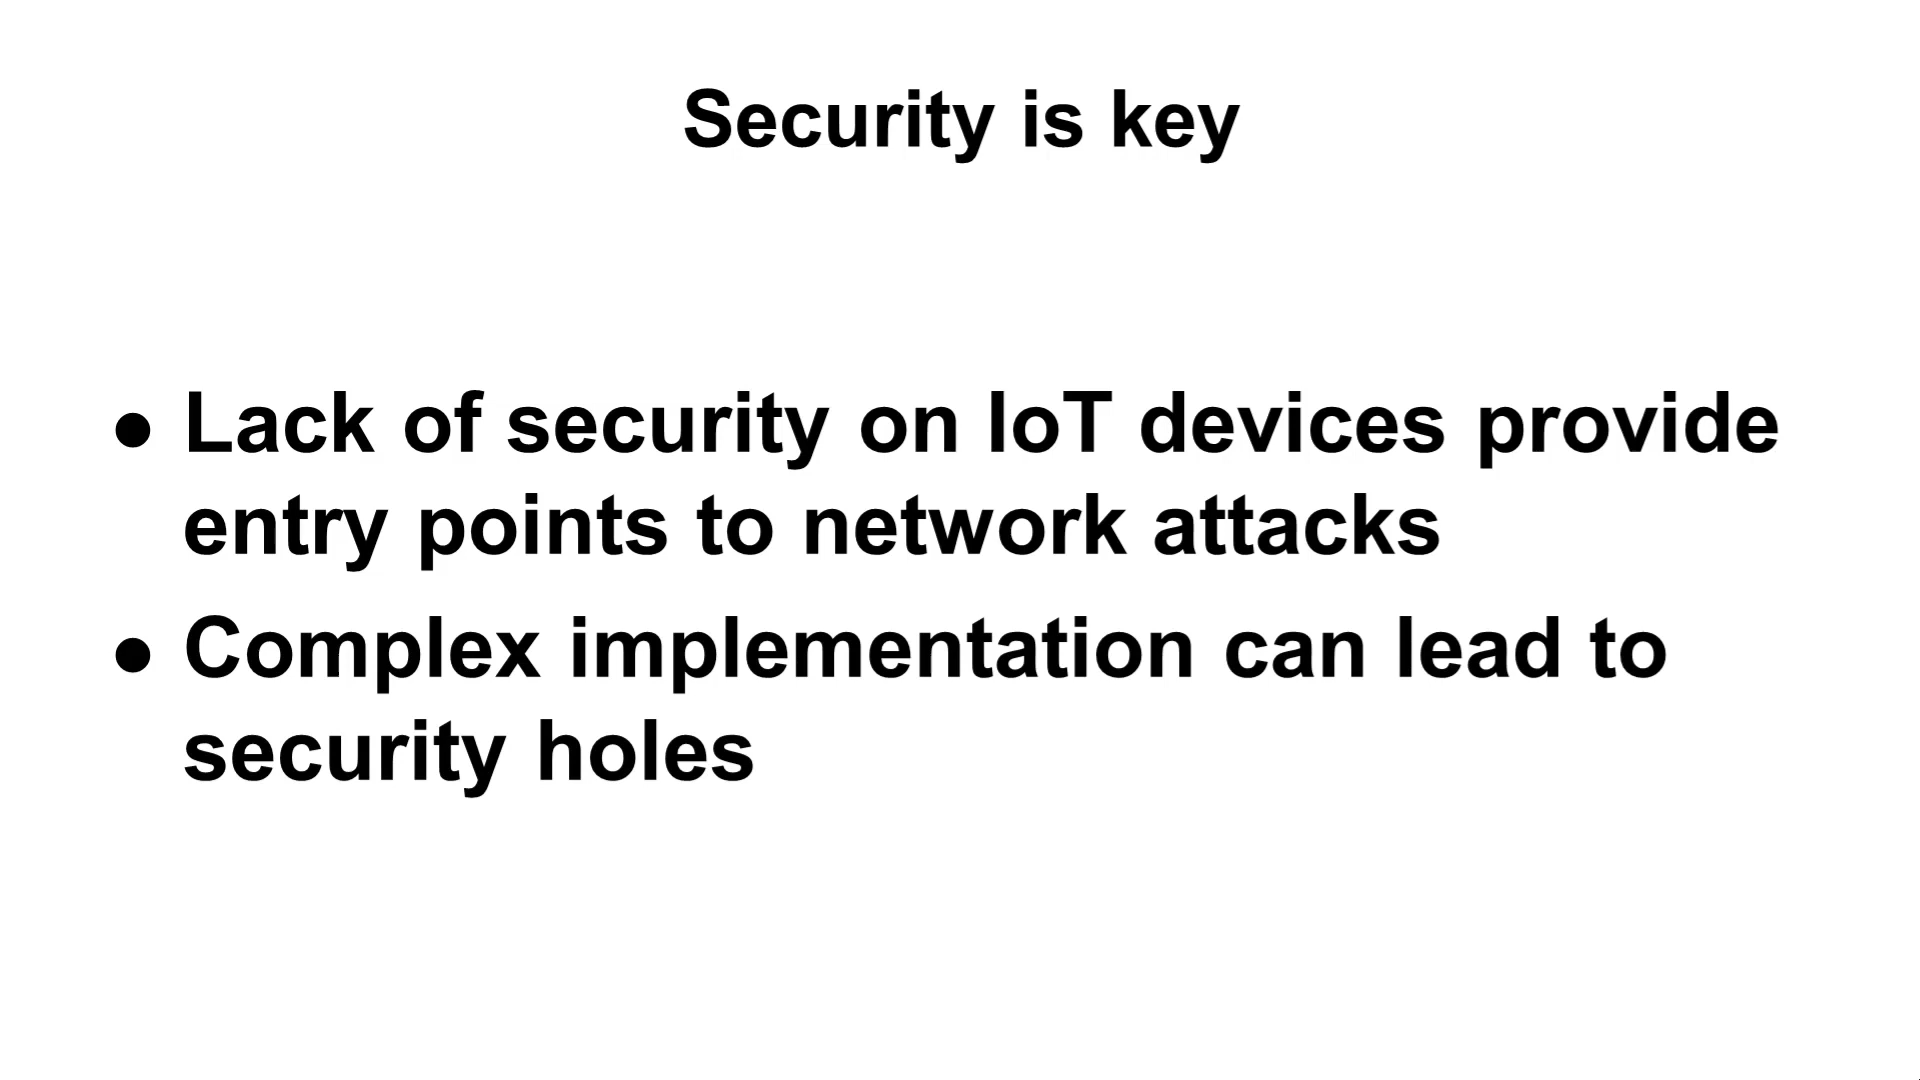 Security is key
● Lack of security on IoT devices provide
entry points to network attacks
● Complex implementation can lead to
security holes